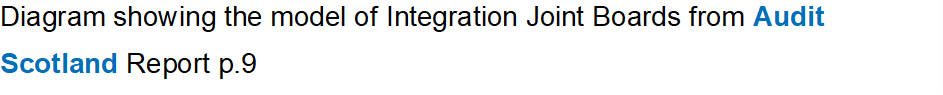 Diagram showing the model of Integration Joint Boards from Audit
Scotland Report p.9